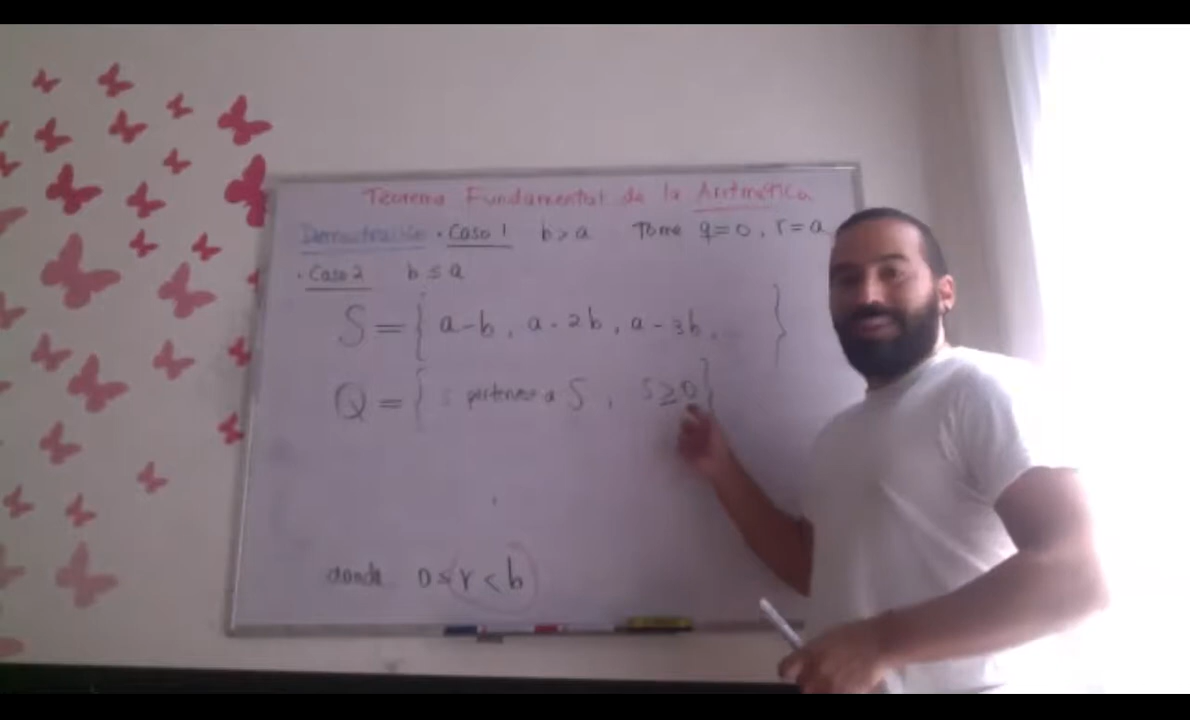 Teorema Fundamental de la Aritmética
Demostración · Caso 1 b > a Tome q = 0, r = a
· Caso 2 b ≤ a
S = { a - b, a - 2b, a - 3b, ... }
Q = { s pertenece a S, s ≥ 0 }
donde 0 ≤ r < b